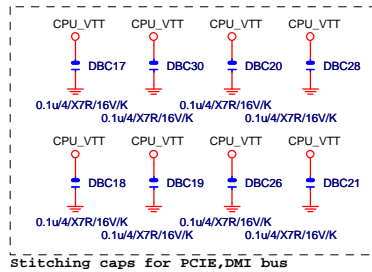 CPU_VTT CPU_VTT CPU_VTT CPU_VTT
DBC17 DBC30 DBC20 DBC28
0.1u/4/X7R/16V/K 0.1u/4/X7R/16V/K
0.1u/4/X7R/16V/K 0.1u/4/X7R/16V/K
CPU_VTT CPU_VTT CPU_VTT CPU_VTT
DBC18 DBC19 DBC26 DBC21
0.1u/4/X7R/16V/K 0.1u/4/X7R/16V/K
0.1u/4/X7R/16V/K 0.1u/4/X7R/16V/K
Stitching caps for PCIE,DMI bus